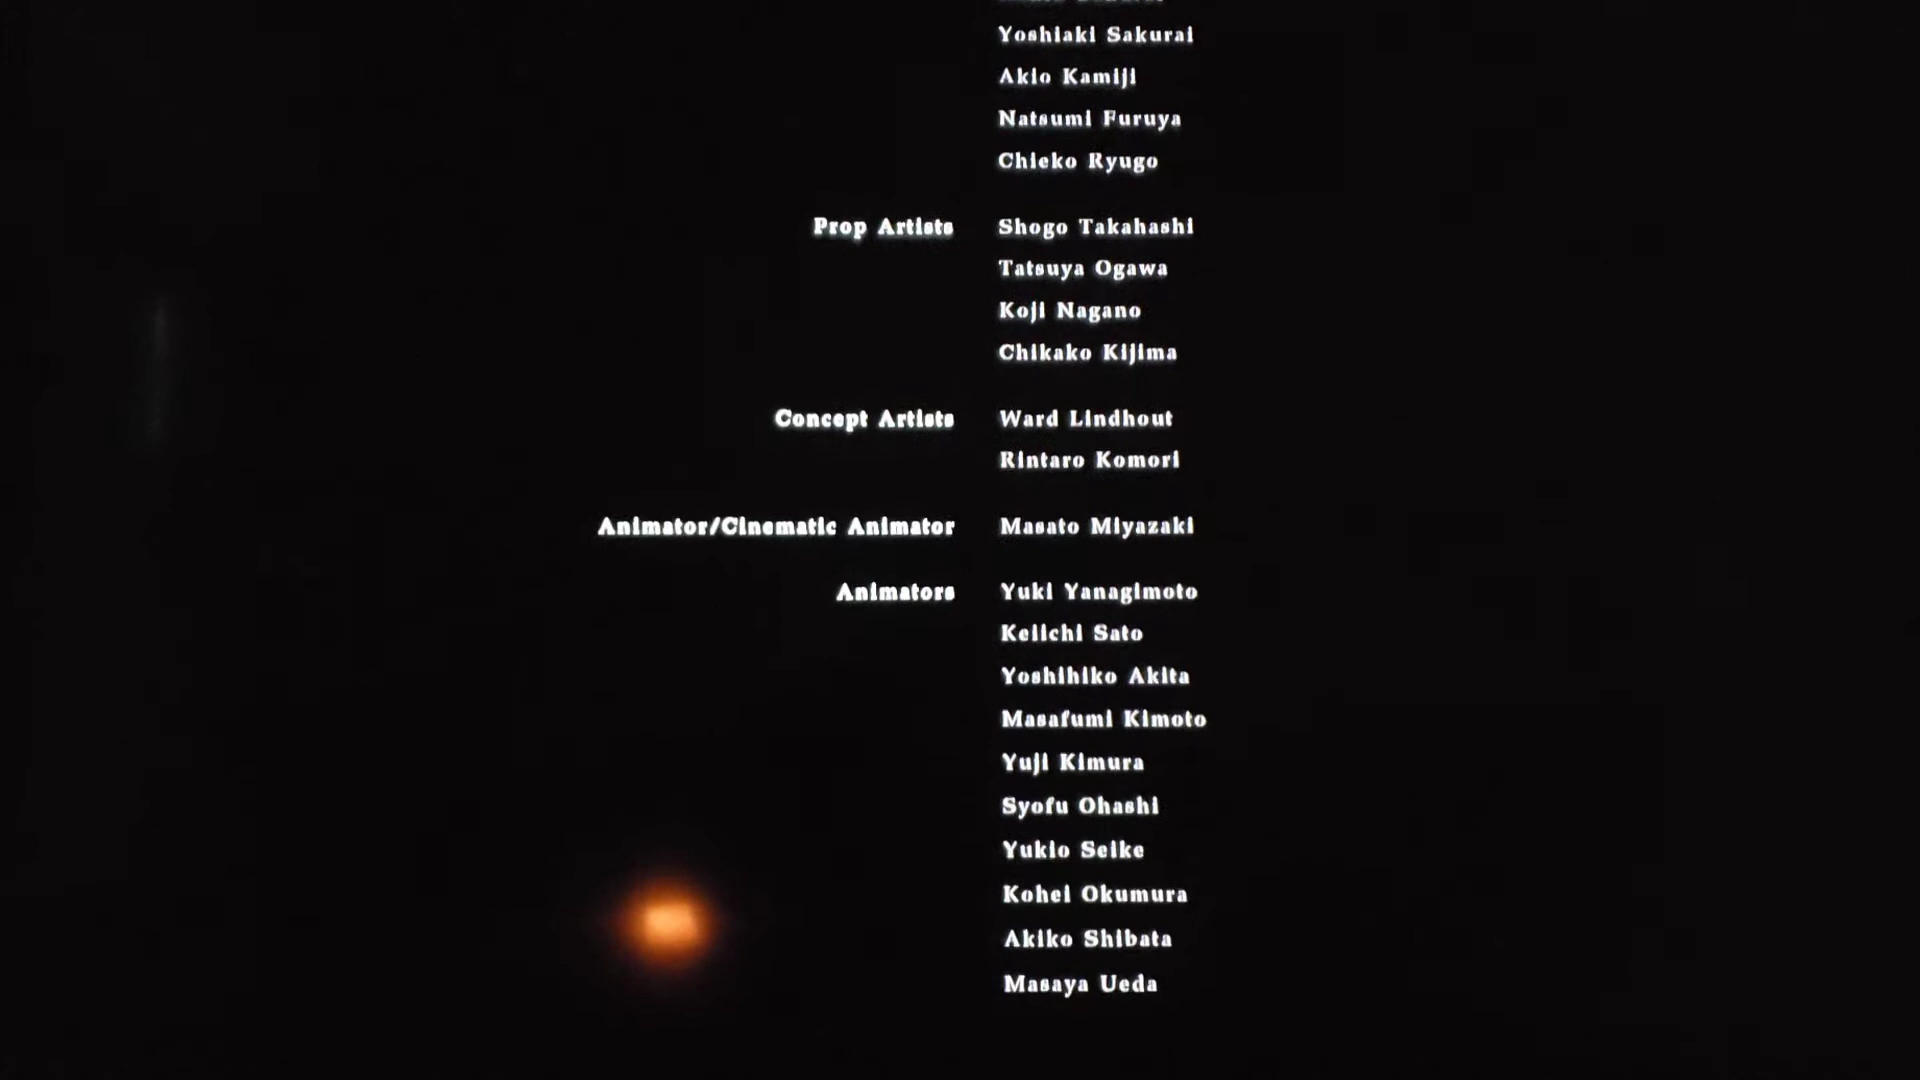 Yoshiaki Sakurai
Akio Kamiji
Natsumi Furuya
Chieko Ryugo
Prop Artists Shogo Takahashi
Tatsuya Ogawa
Koji Nagano
Chikako Kijima
Concept Artists Ward Lindhout
Rintaro Komori
Animator/Cinematic Animator Masato Miyazaki
Animators Yuki Yanagimoto
Keiichi Sato
Yoshihiko Akita
Masafumi Kimoto
Yuji Kimura
Syofu Ohashi
Yukio Seike
Kohei Okumura
Akiko Shibata
Masaya Ueda